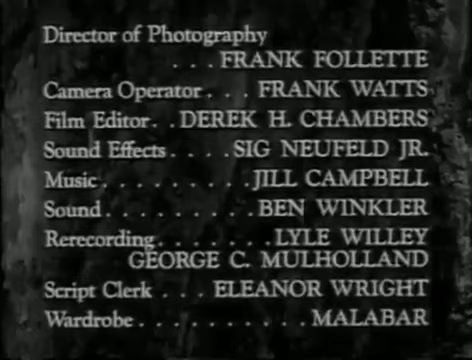 Director of Photography
. . . FRANK FOLLETTE
Camera Operator . . . FRANK WATTS
Film Editor . . DEREK H. CHAMBERS
Sound Effects . . . . SIG NEUFELD JR.
Music . . . . . . . . . JILL CAMPBELL
Sound . . . . . . . . . BEN WINKLER
Rerecording . . . . . . . LYLE WILLEY
GEORGE C. MULHOLLAND
Script Clerk . . . ELEANOR WRIGHT
Wardrobe . . . . . . . . . . MALABAR